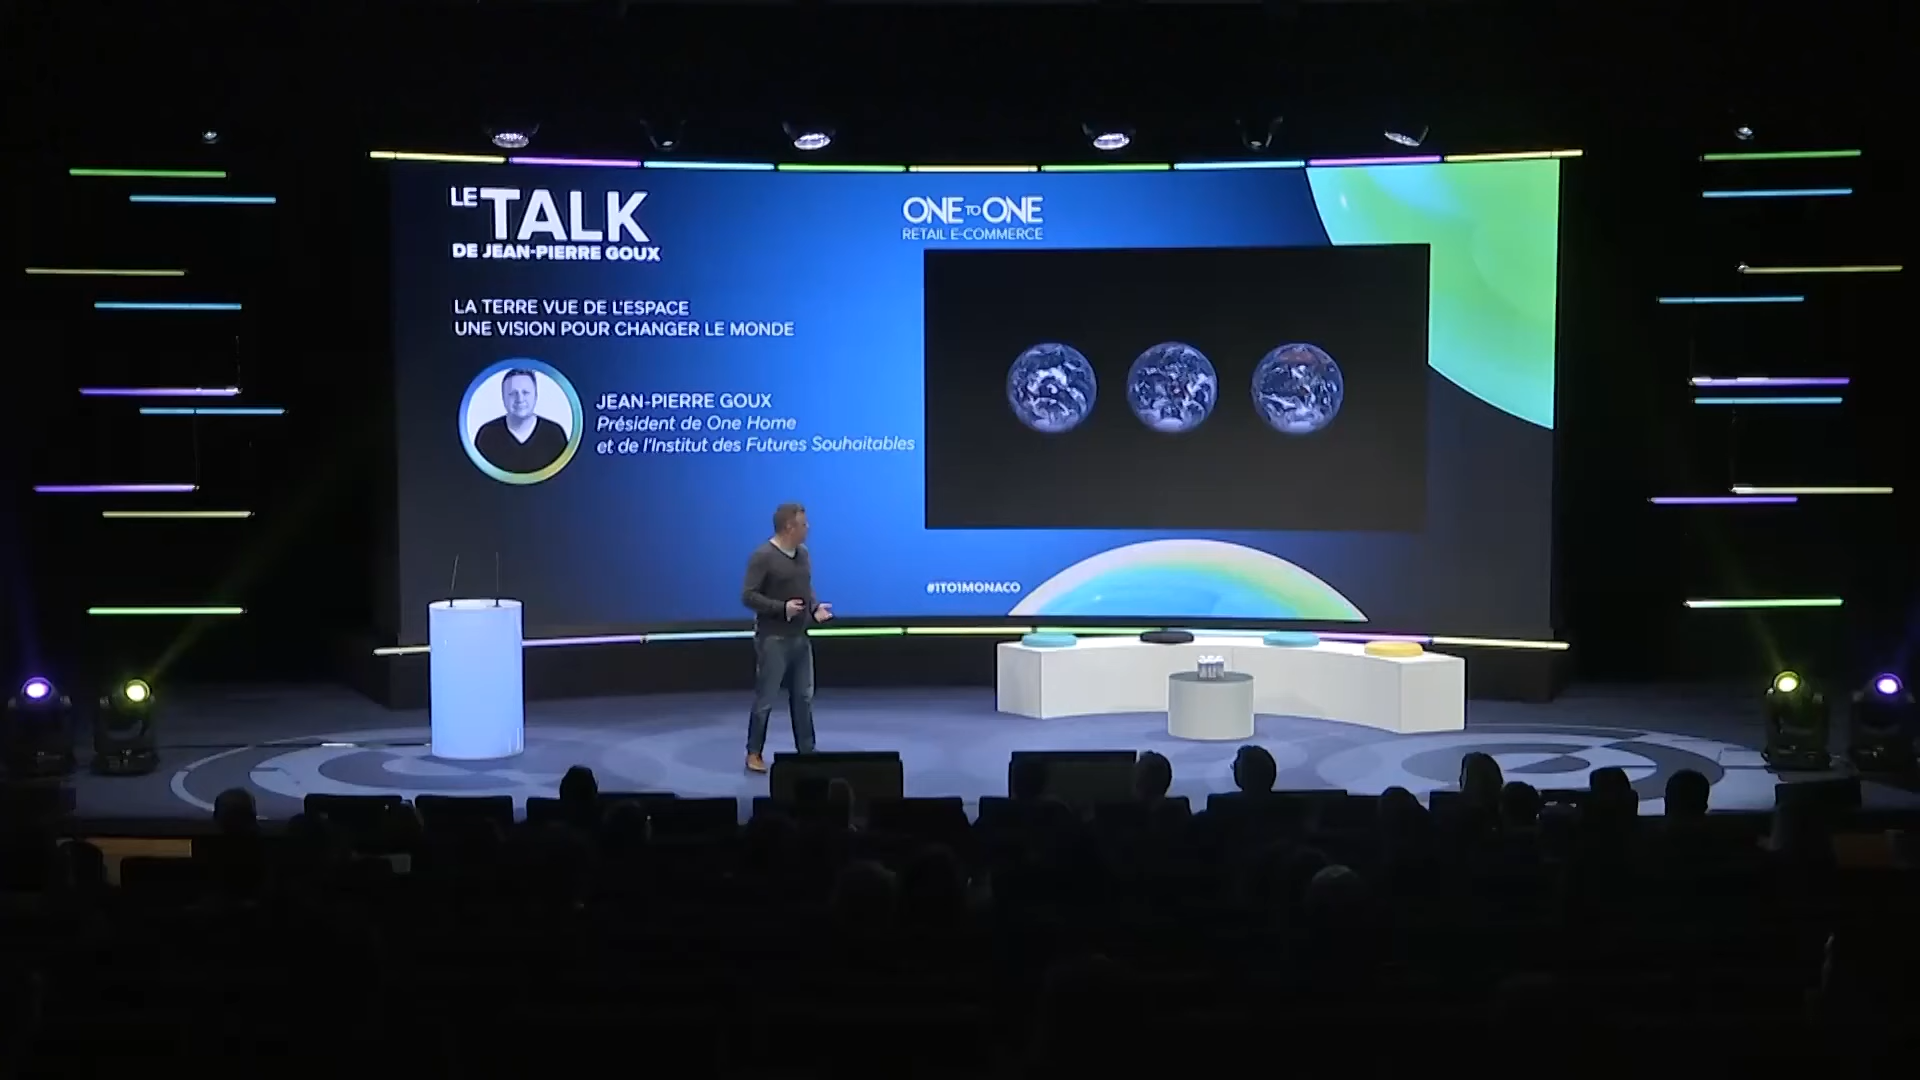 LE TALK
DE JEAN-PIERRE GOUX
ONE TO ONE
RETAIL E-COMMERCE
LA TERRE VUE DE L'ESPACE
UNE VISION POUR CHANGER LE MONDE
JEAN-PIERRE GOUX
Président de One Home
et de l'Institut des Futures Souhaitables
#1TO1MONACO